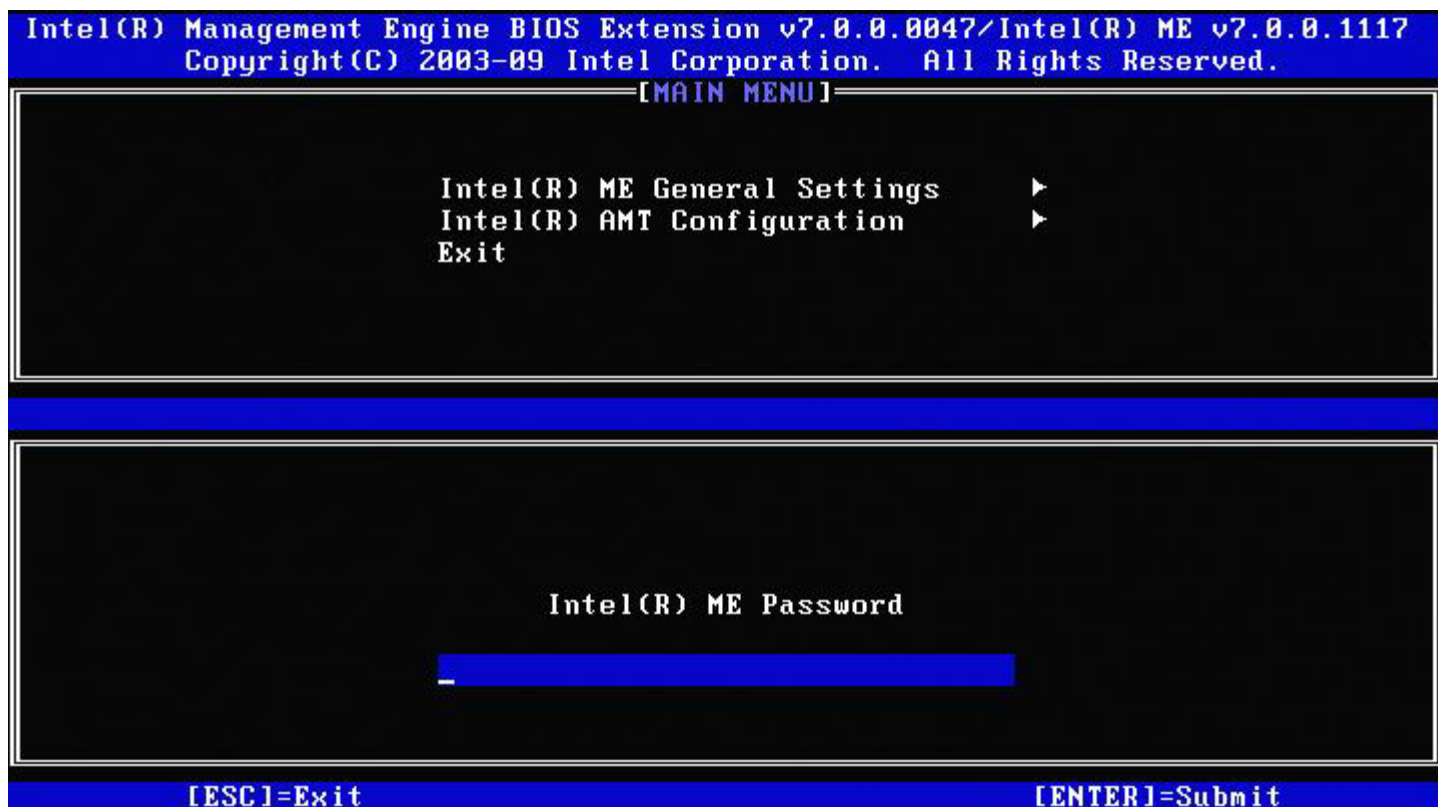 Intel(R) Management Engine BIOS Extension v7.0.0.0047/Intel(R) ME v7.0.0.1117
Copyright(C) 2003-09 Intel Corporation.  All Rights Reserved.
[MAIN MENU]
Intel(R) ME General Settings ►
Intel(R) AMT Configuration ►
Exit
Intel(R) ME Password
[ESC]=Exit [ENTER]=Submit